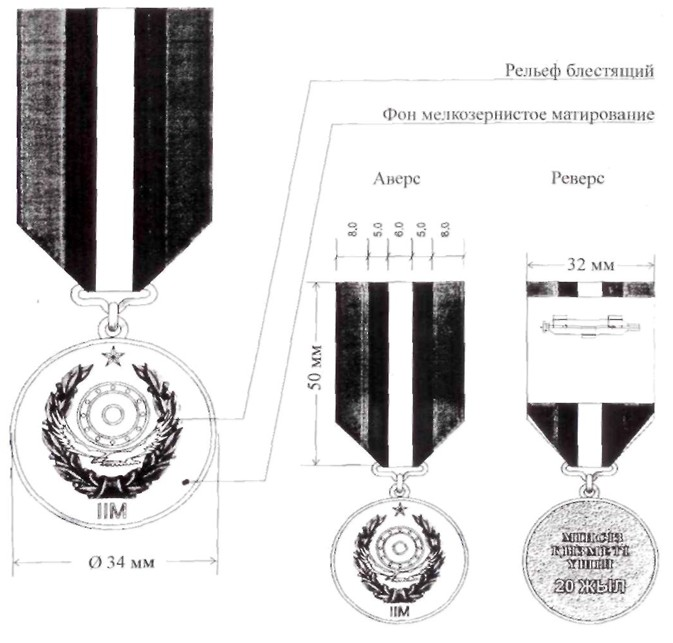 Рельеф блестящий
Фон мелкозернистое матирование
Аверс
Реверс
8.0 5.0 6.0 5.0 8.0
32 мм
50 мм
ІІМ
Ø 34 мм
ІІМ
МІНСІЗ
ҚЫЗМЕТІ
ҮШІН
20 ЖЫЛ